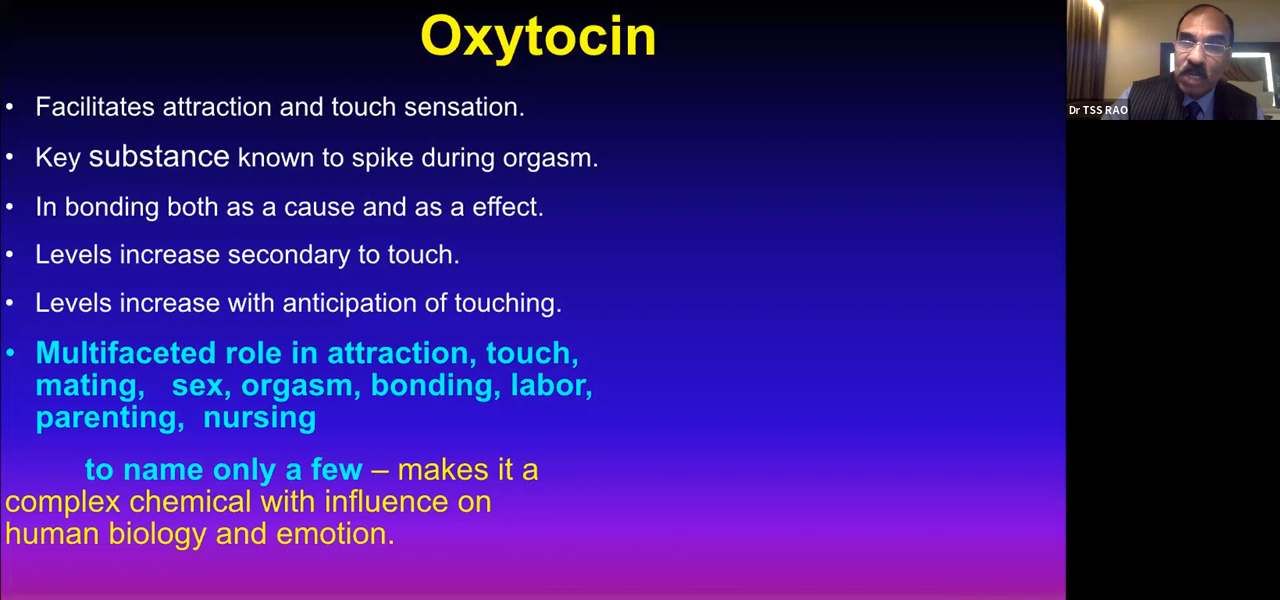 Oxytocin
• Facilitates attraction and touch sensation.
• Key substance known to spike during orgasm.
• In bonding both as a cause and as a effect.
• Levels increase secondary to touch.
• Levels increase with anticipation of touching.
• Multifaceted role in attraction, touch,
mating, sex, orgasm, bonding, labor,
parenting, nursing
to name only a few – makes it a
complex chemical with influence on
human biology and emotion.
Dr TSS RAO